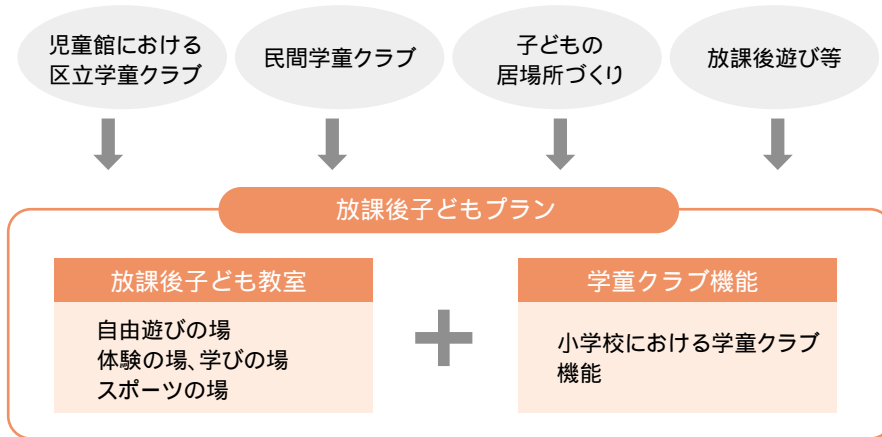 児童館における
区立学童クラブ
民間学童クラブ
子どもの
居場所づくり
放課後遊び等
放課後子どもプラン
放課後子ども教室
自由遊びの場
体験の場、学びの場
スポーツの場
学童クラブ機能
小学校における学童クラブ
機能